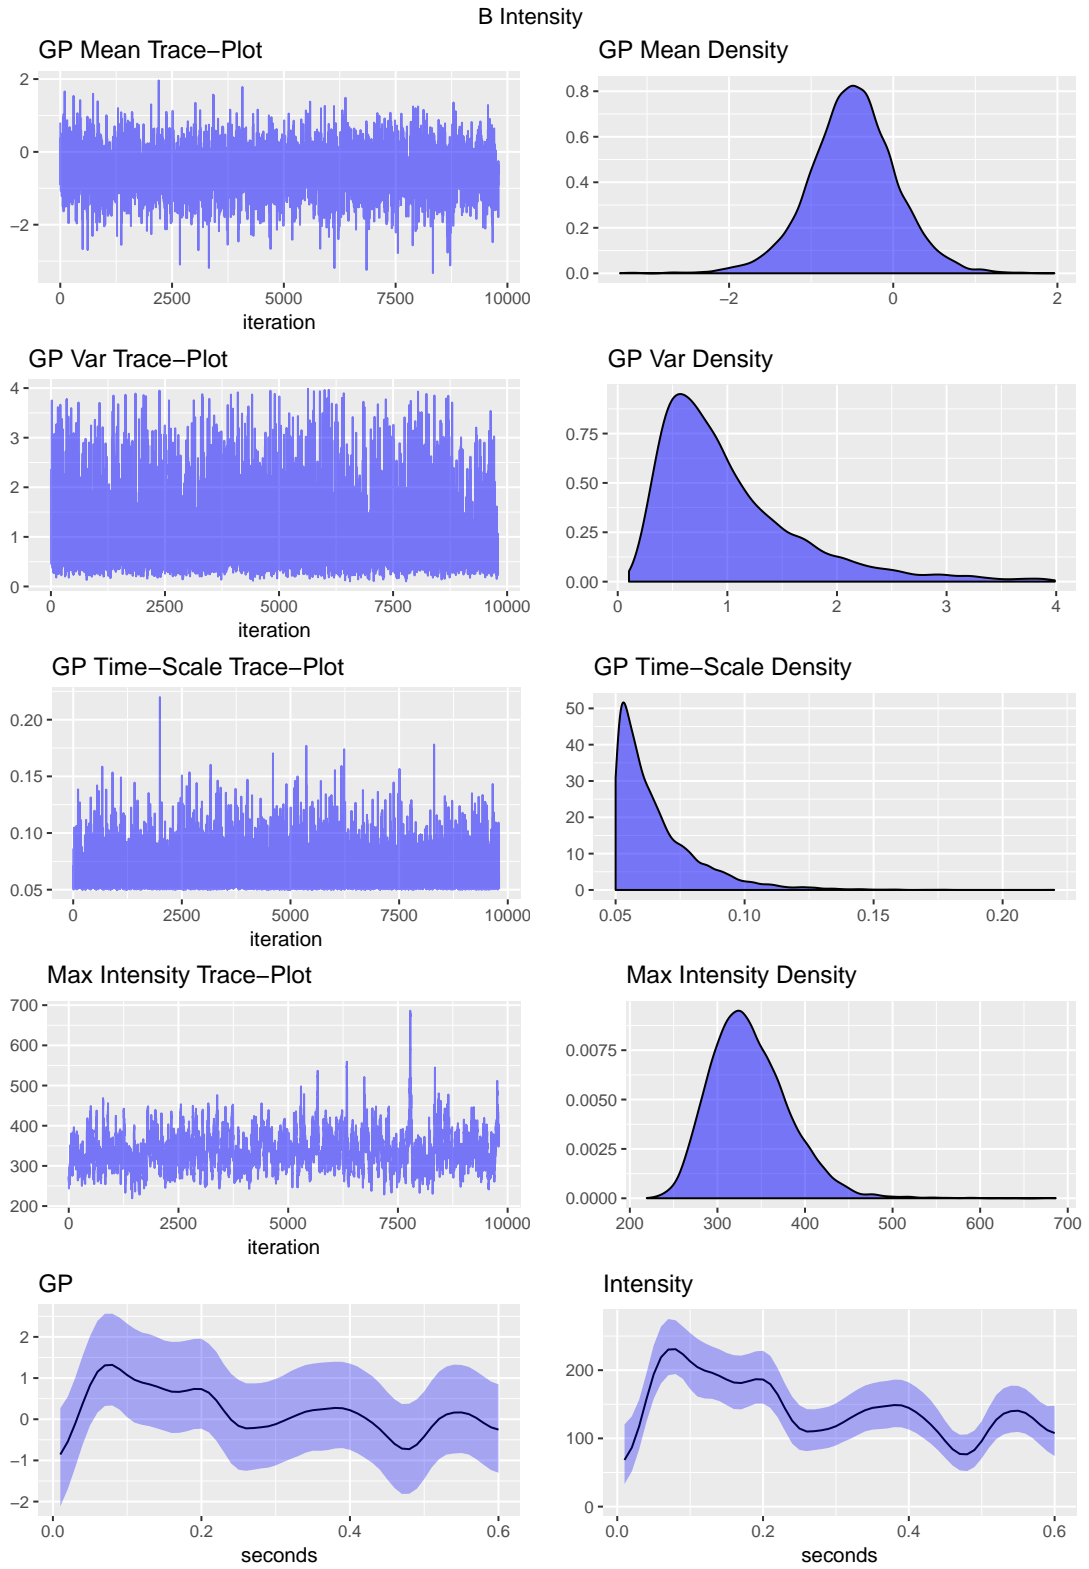 B Intensity
GP Mean Trace−Plot
2
0
−2
0 2500 5000 7500 10000
iteration
GP Mean Density
0.8
0.6
0.4
0.2
0.0
−2 0 2
GP Var Trace−Plot
4
3
2
1
0
0 2500 5000 7500 10000
iteration
GP Var Density
0.75
0.50
0.25
0.00
0 1 2 3 4
GP Time−Scale Trace−Plot
0.20
0.15
0.10
0.05
0 2500 5000 7500 10000
iteration
GP Time−Scale Density
50
40
30
20
10
0
0.05 0.10 0.15 0.20
Max Intensity Trace−Plot
700
600
500
400
300
200
0 2500 5000 7500 10000
iteration
Max Intensity Density
0.0075
0.0050
0.0025
0.0000
200 300 400 500 600 700
GP
2
1
0
−1
−2
0.0 0.2 0.4 0.6
seconds
Intensity
200
100
0
0.0 0.2 0.4 0.6
seconds